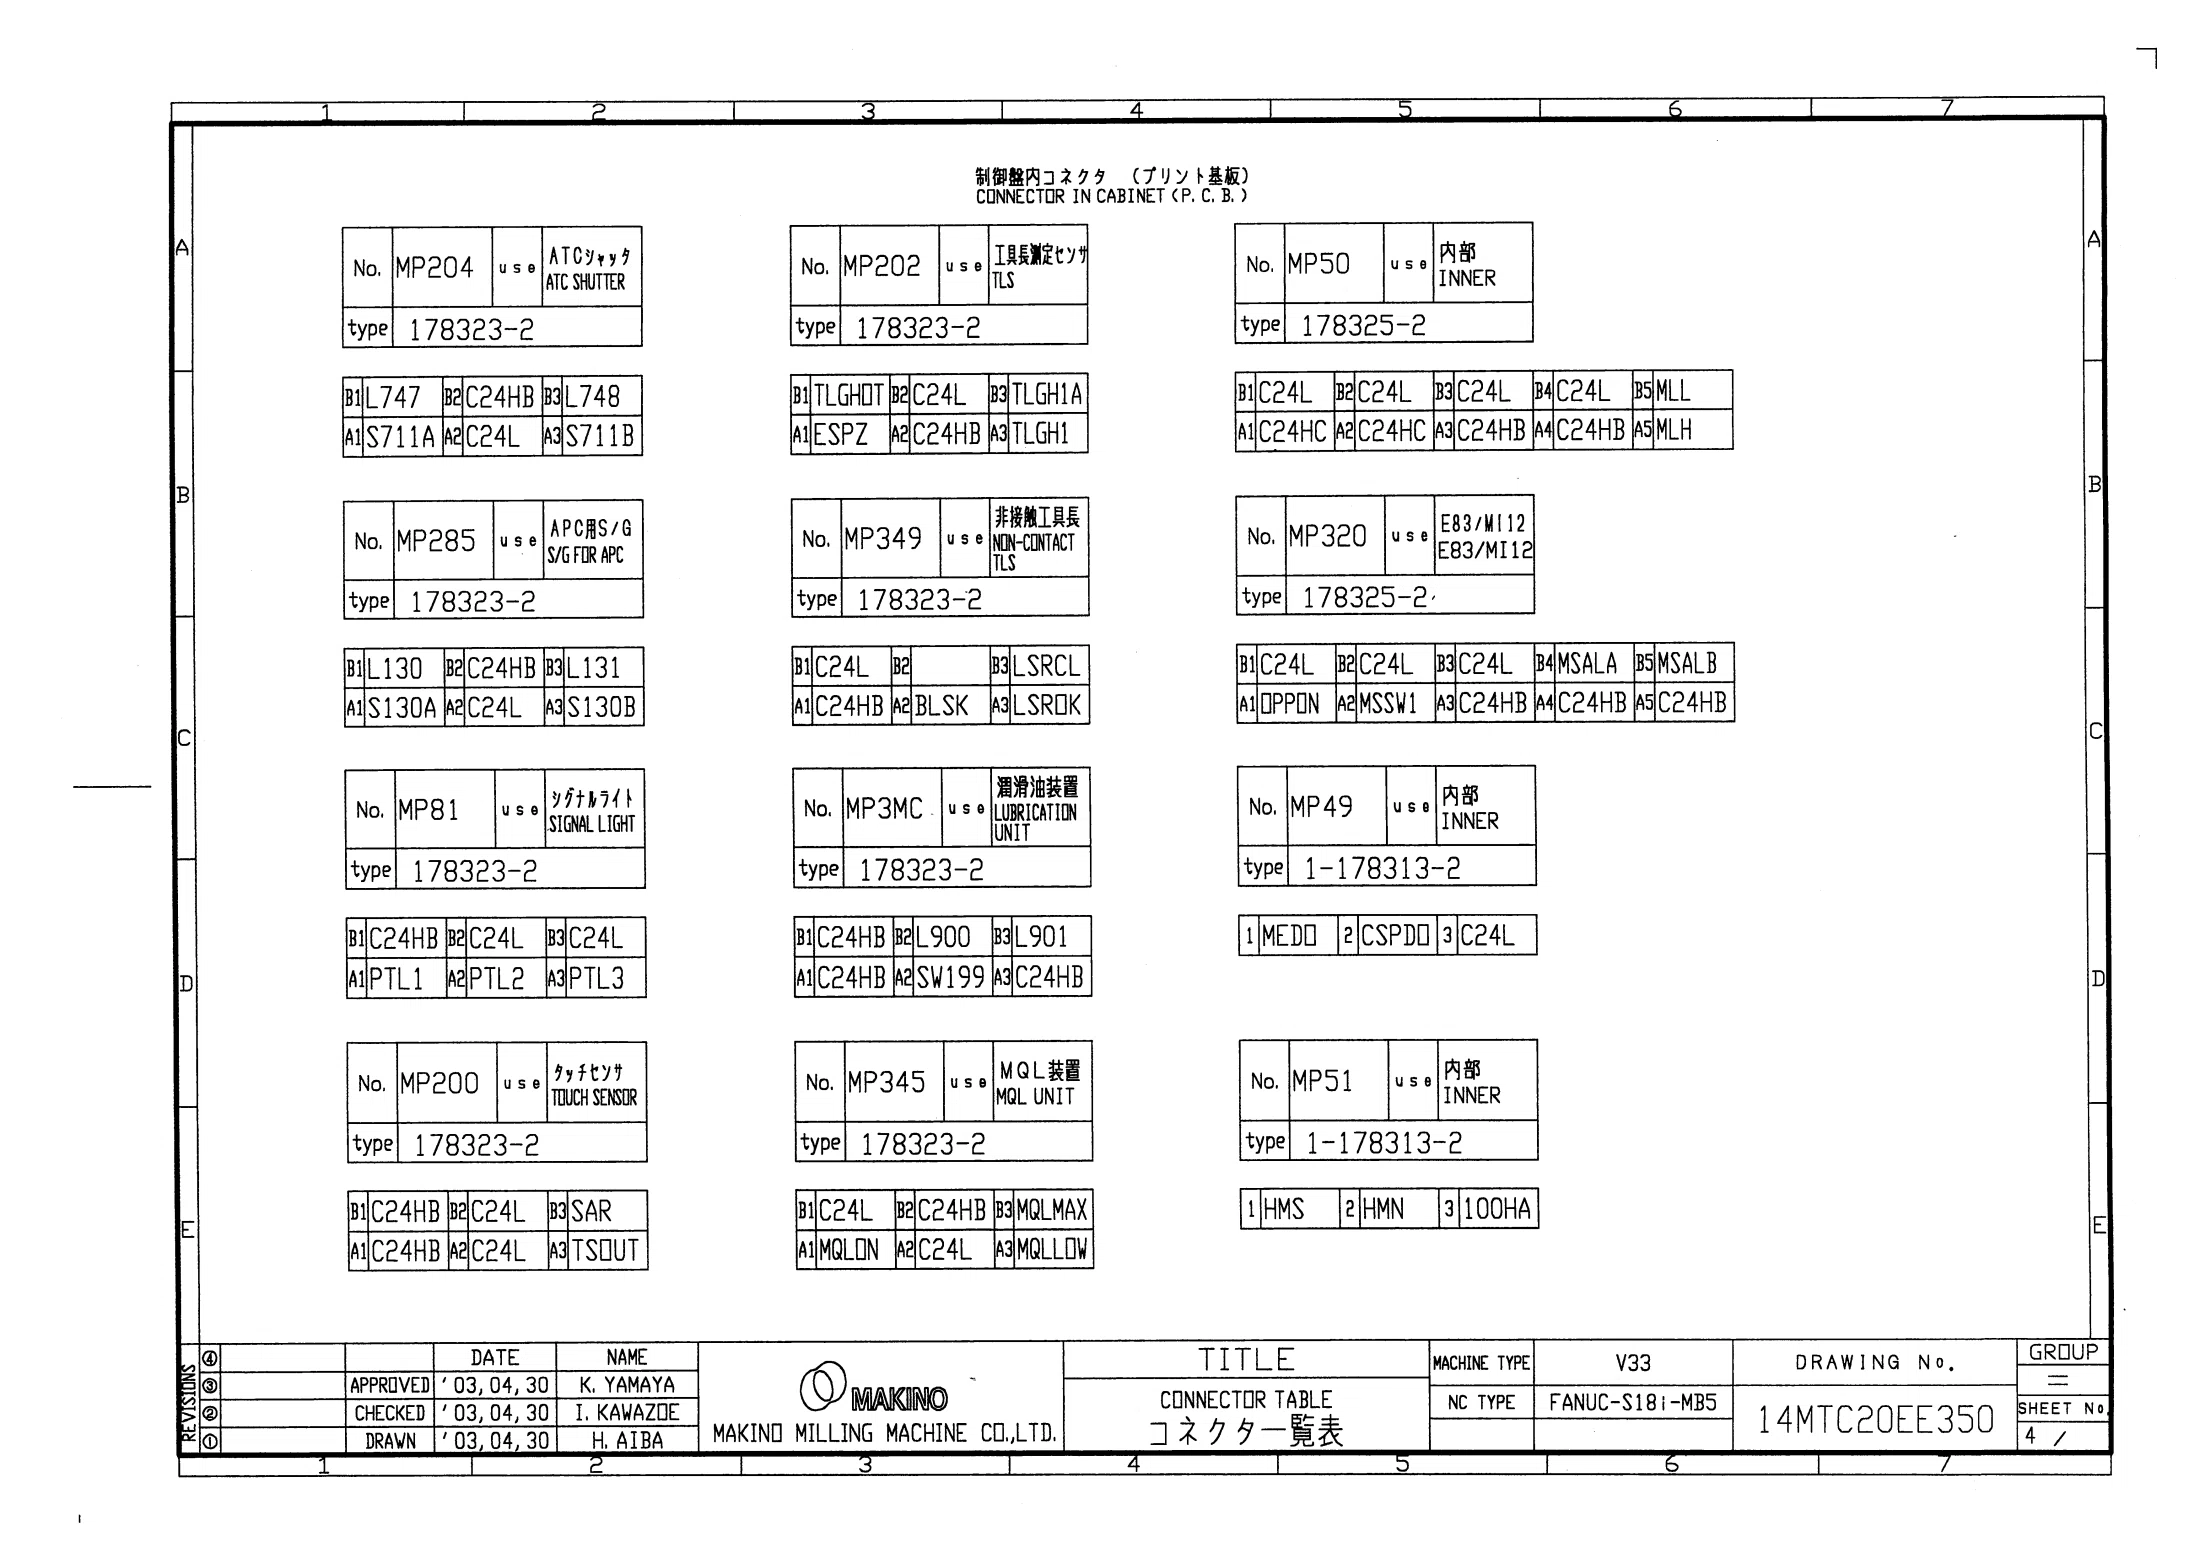 1 2 3 4 5 6 7
制御盤内コネクタ （プリント基板）
CONNECTOR IN CABINET (P. C. B. )
A A
No. MP204 use ATCシャッタ ATC SHUTTER
type 178323-2
B1 L747 B2 C24HB B3 L748
A1 S711A A2 C24L A3 S711B
No. MP202 use 工具長測定センサ TLS
type 178323-2
B1 TLGHOT B2 C24L B3 TLGH1A
A1 ESPZ A2 C24HB A3 TLGH1
No. MP50 use 内部 INNER
type 178325-2
B1 C24L B2 C24L B3 C24L B4 C24L B5 MLL
A1 C24HC A2 C24HC A3 C24HB A4 C24HB A5 MLH
B B
No. MP285 use APC用S/G S/G FOR APC
type 178323-2
B1 L130 B2 C24HB B3 L131
A1 S130A A2 C24L A3 S130B
No. MP349 use 非接触工具長 NON-CONTACT TLS
type 178323-2
B1 C24L B2 B3 LSRCL
A1 C24HB A2 BLSK A3 LSROK
No. MP320 use E83/MI12 E83/MI12
type 178325-2
B1 C24L B2 C24L B3 C24L B4 MSALA B5 MSALB
A1 OPPON A2 MSSW1 A3 C24HB A4 C24HB A5 C24HB
C C
No. MP81 use シグナルライト SIGNAL LIGHT
type 178323-2
B1 C24HB B2 C24L B3 C24L
A1 PTL1 A2 PTL2 A3 PTL3
No. MP3MC use 潤滑油装置 LUBRICATION UNIT
type 178323-2
B1 C24HB B2 L900 B3 L901
A1 C24HB A2 SW199 A3 C24HB
No. MP49 use 内部 INNER
type 1-178313-2
1 MEDO 2 CSPDO 3 C24L
D D
No. MP200 use タッチセンサ TOUCH SENSOR
type 178323-2
B1 C24HB B2 C24L B3 SAR
A1 C24HB A2 C24L A3 TSOUT
No. MP345 use MQL装置 MQL UNIT
type 178323-2
B1 C24L B2 C24HB B3 MQLMAX
A1 MQLON A2 C24L A3 MQLLOW
No. MP51 use 内部 INNER
type 1-178313-2
1 HMS 2 HMN 3 100HA
E E
REVISIONS
④
③
②
①
DATE NAME
APPROVED '03,04,30 K. YAMAYA
CHECKED '03,04,30 I. KAWAZOE
DRAWN '03,04,30 H. AIBA
MAKINO
MAKINO MILLING MACHINE CO.,LTD.
TITLE
CONNECTOR TABLE
コネクタ一覧表
MACHINE TYPE V33
NC TYPE FANUC-S18i-MB5
DRAWING No.
14MTC20EE350
GROUP
=
SHEET No.
4 /
1 2 3 4 5 6 7